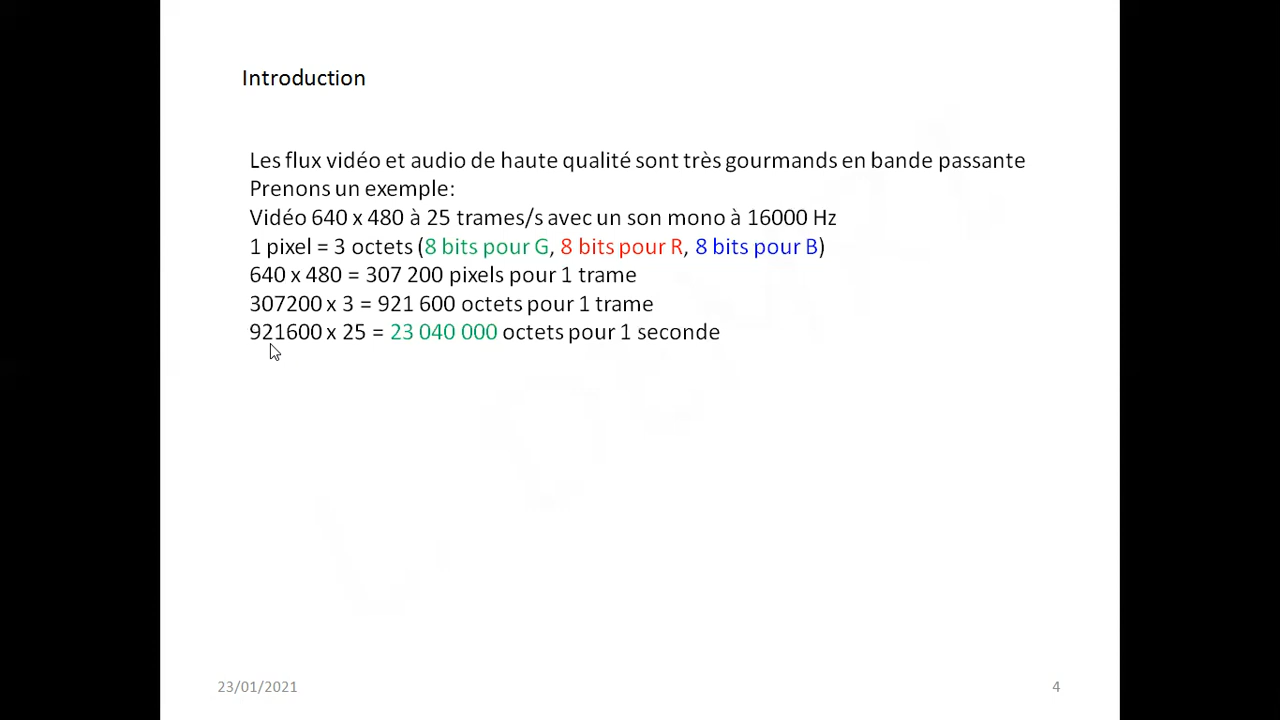 Introduction
Les flux vidéo et audio de haute qualité sont très gourmands en bande passante
Prenons un exemple:
Vidéo 640 x 480 à 25 trames/s avec un son mono à 16000 Hz
1 pixel = 3 octets (8 bits pour G, 8 bits pour R, 8 bits pour B)
640 x 480 = 307 200 pixels pour 1 trame
307200 x 3 = 921 600 octets pour 1 trame
921600 x 25 = 23 040 000 octets pour 1 seconde
23/01/2021
4